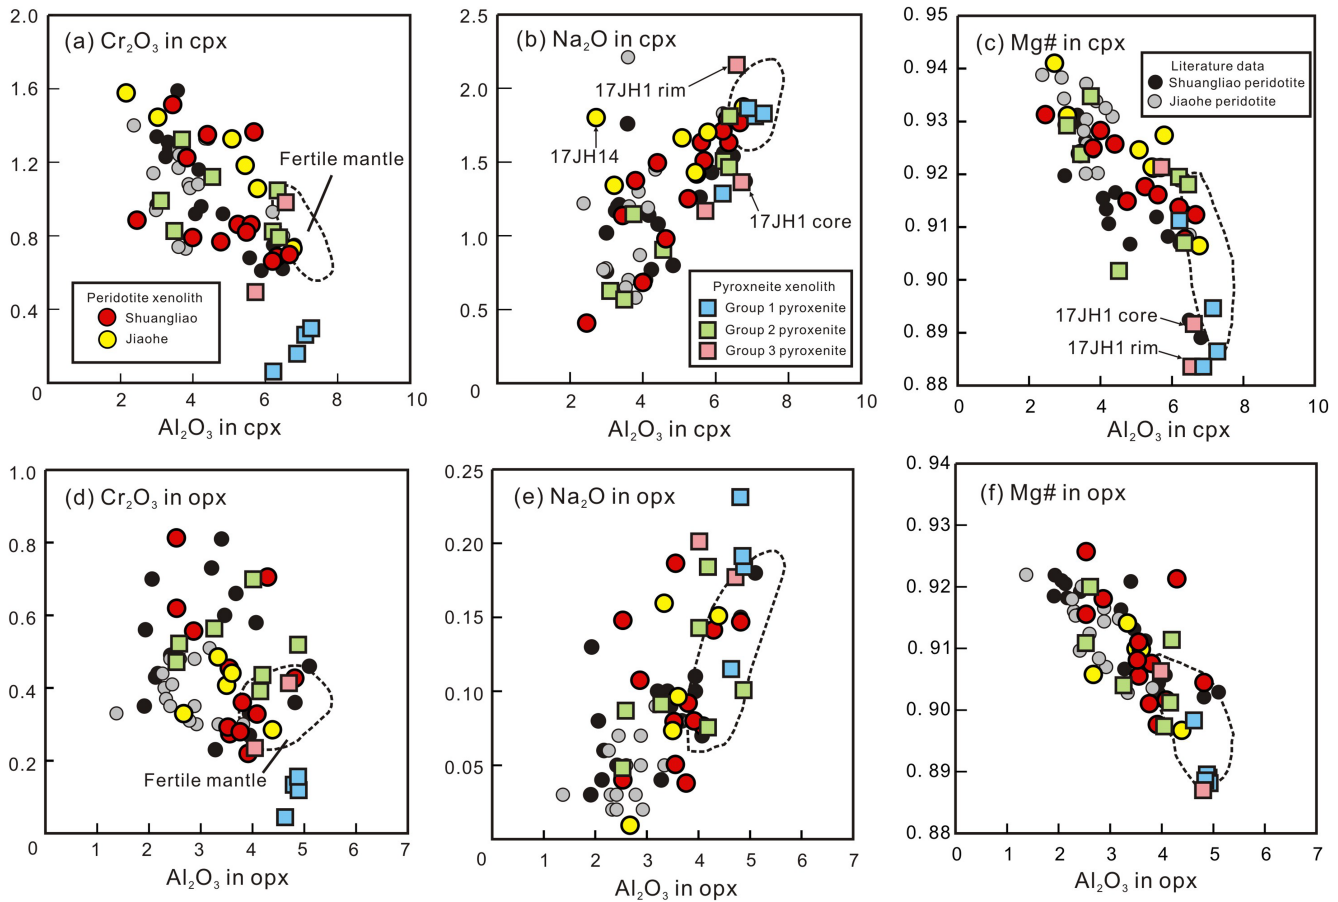 2.0
1.6
1.2
0.8
0.4
0
(a) Cr₂O₃ in cpx
Fertile mantle
Peridotite xenolith
Shuangliao
Jiaohe
2
4
6
8
10
Al₂O₃ in cpx
2.5
2.0
1.5
1.0
0.5
0
(b) Na₂O in cpx
17JH1 rim
17JH14
17JH1 core
Pyroxneite xenolith
Group 1 pyroxenite
Group 2 pyroxenite
Group 3 pyroxenite
2
4
6
8
10
Al₂O₃ in cpx
0.95
0.94
0.93
0.92
0.91
0.90
0.89
0.88
(c) Mg# in cpx
Literature data
Shuangliao peridotite
Jiaohe peridotite
17JH1 core
17JH1 rim
0
2
4
6
8
10
Al₂O₃ in cpx
1.0
0.8
0.6
0.4
0.2
0
(d) Cr₂O₃ in opx
Fertile mantle
1
2
3
4
5
6
7
Al₂O₃ in opx
0.25
0.20
0.15
0.10
0.05
0
(e) Na₂O in opx
1
2
3
4
5
6
7
Al₂O₃ in opx
0.94
0.93
0.92
0.91
0.90
0.89
0.88
(f) Mg# in opx
0
1
2
3
4
5
6
7
Al₂O₃ in opx